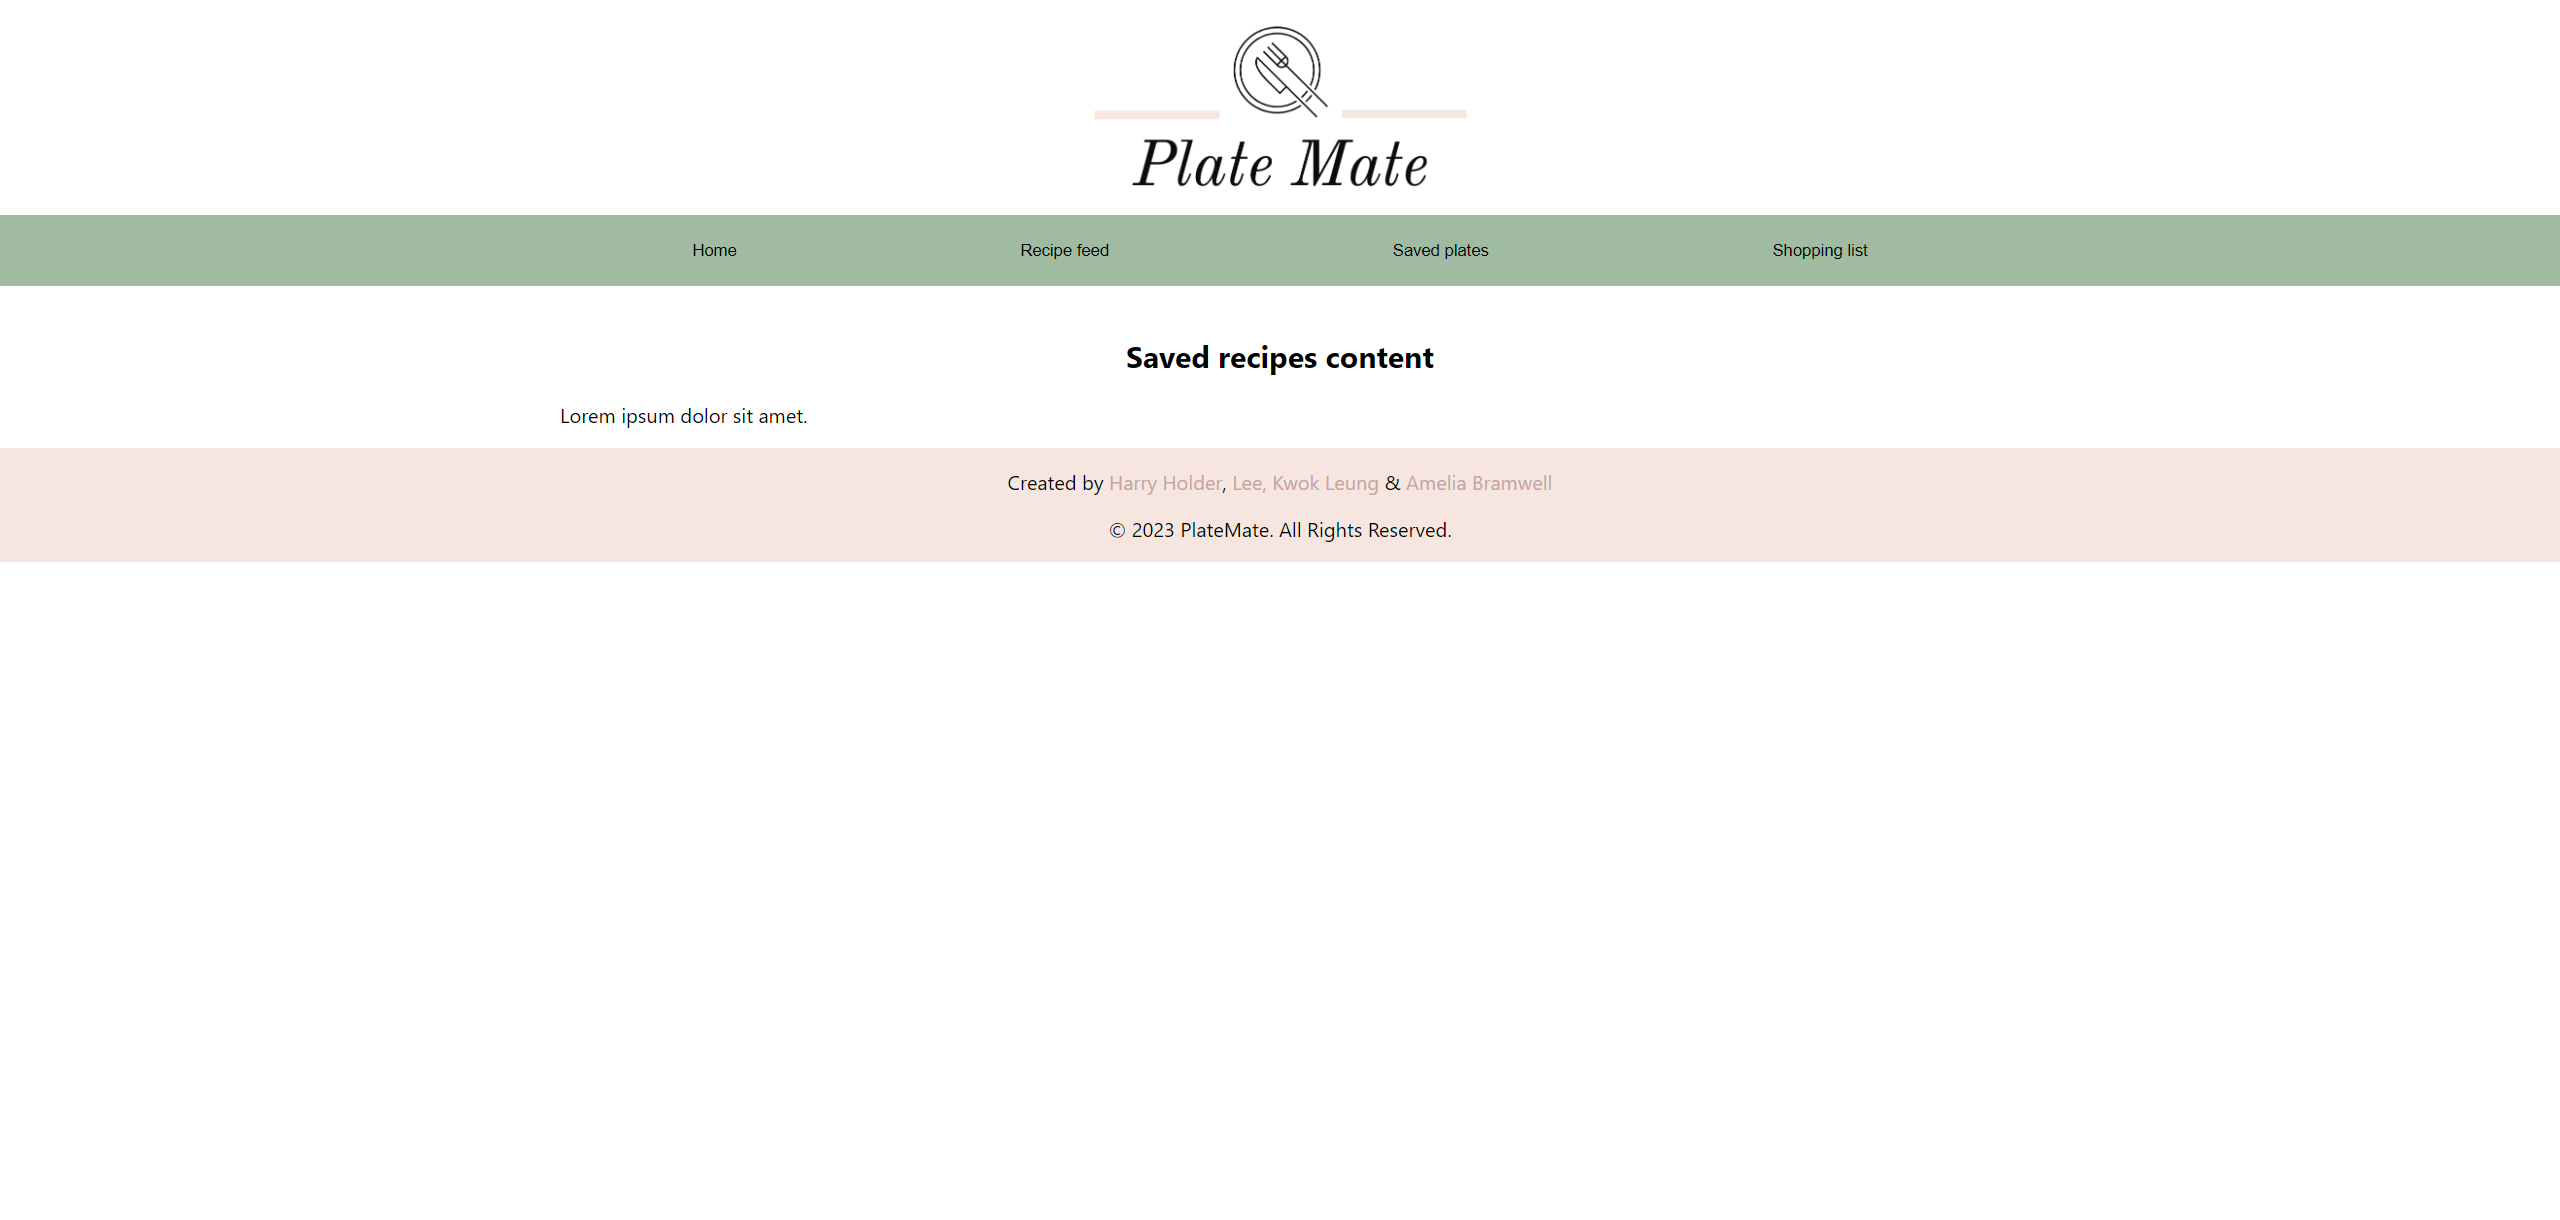 Plate Mate
Home Recipe feed Saved plates Shopping list
Saved recipes content
Lorem ipsum dolor sit amet.
Created by Harry Holder, Lee, Kwok Leung & Amelia Bramwell
© 2023 PlateMate. All Rights Reserved.